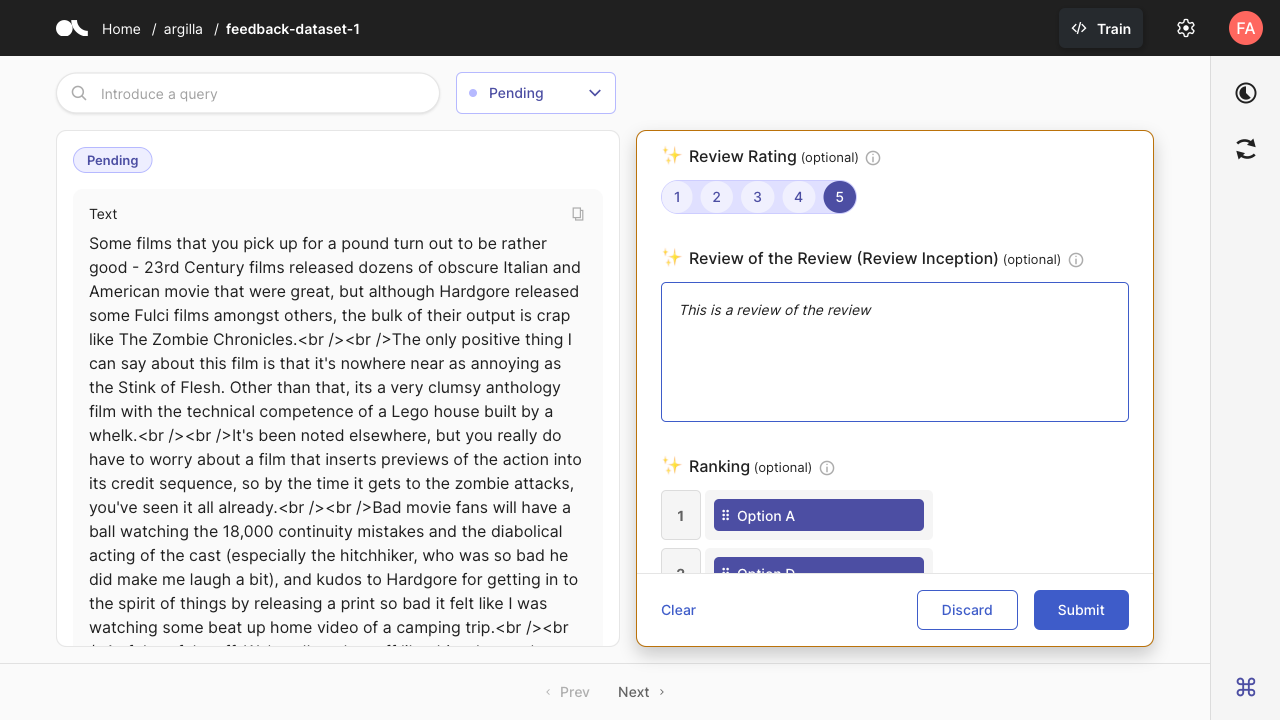 Home / argilla / feedback-dataset-1
Train
FA
Introduce a query
Pending
Pending
Text
Some films that you pick up for a pound turn out to be rather
good - 23rd Century films released dozens of obscure Italian and
American movie that were great, but although Hardgore released
some Fulci films amongst others, the bulk of their output is crap
like The Zombie Chronicles.<br /><br />The only positive thing I
can say about this film is that it's nowhere near as annoying as
the Stink of Flesh. Other than that, its a very clumsy anthology
film with the technical competence of a Lego house built by a
whelk.<br /><br />It's been noted elsewhere, but you really do
have to worry about a film that inserts previews of the action into
its credit sequence, so by the time it gets to the zombie attacks,
you've seen it all already.<br /><br />Bad movie fans will have a
ball watching the 18,000 continuity mistakes and the diabolical
acting of the cast (especially the hitchhiker, who was so bad he
did make me laugh a bit), and kudos to Hardgore for getting in to
the spirit of things by releasing a print so bad it felt like I was
watching some beat up home video of a camping trip.<br /><br
✨ Review Rating (optional)
1 2 3 4 5
✨ Review of the Review (Review Inception) (optional)
This is a review of the review
✨ Ranking (optional)
1 Option A
2 Option D
Clear
Discard
Submit
‹ Prev
Next ›